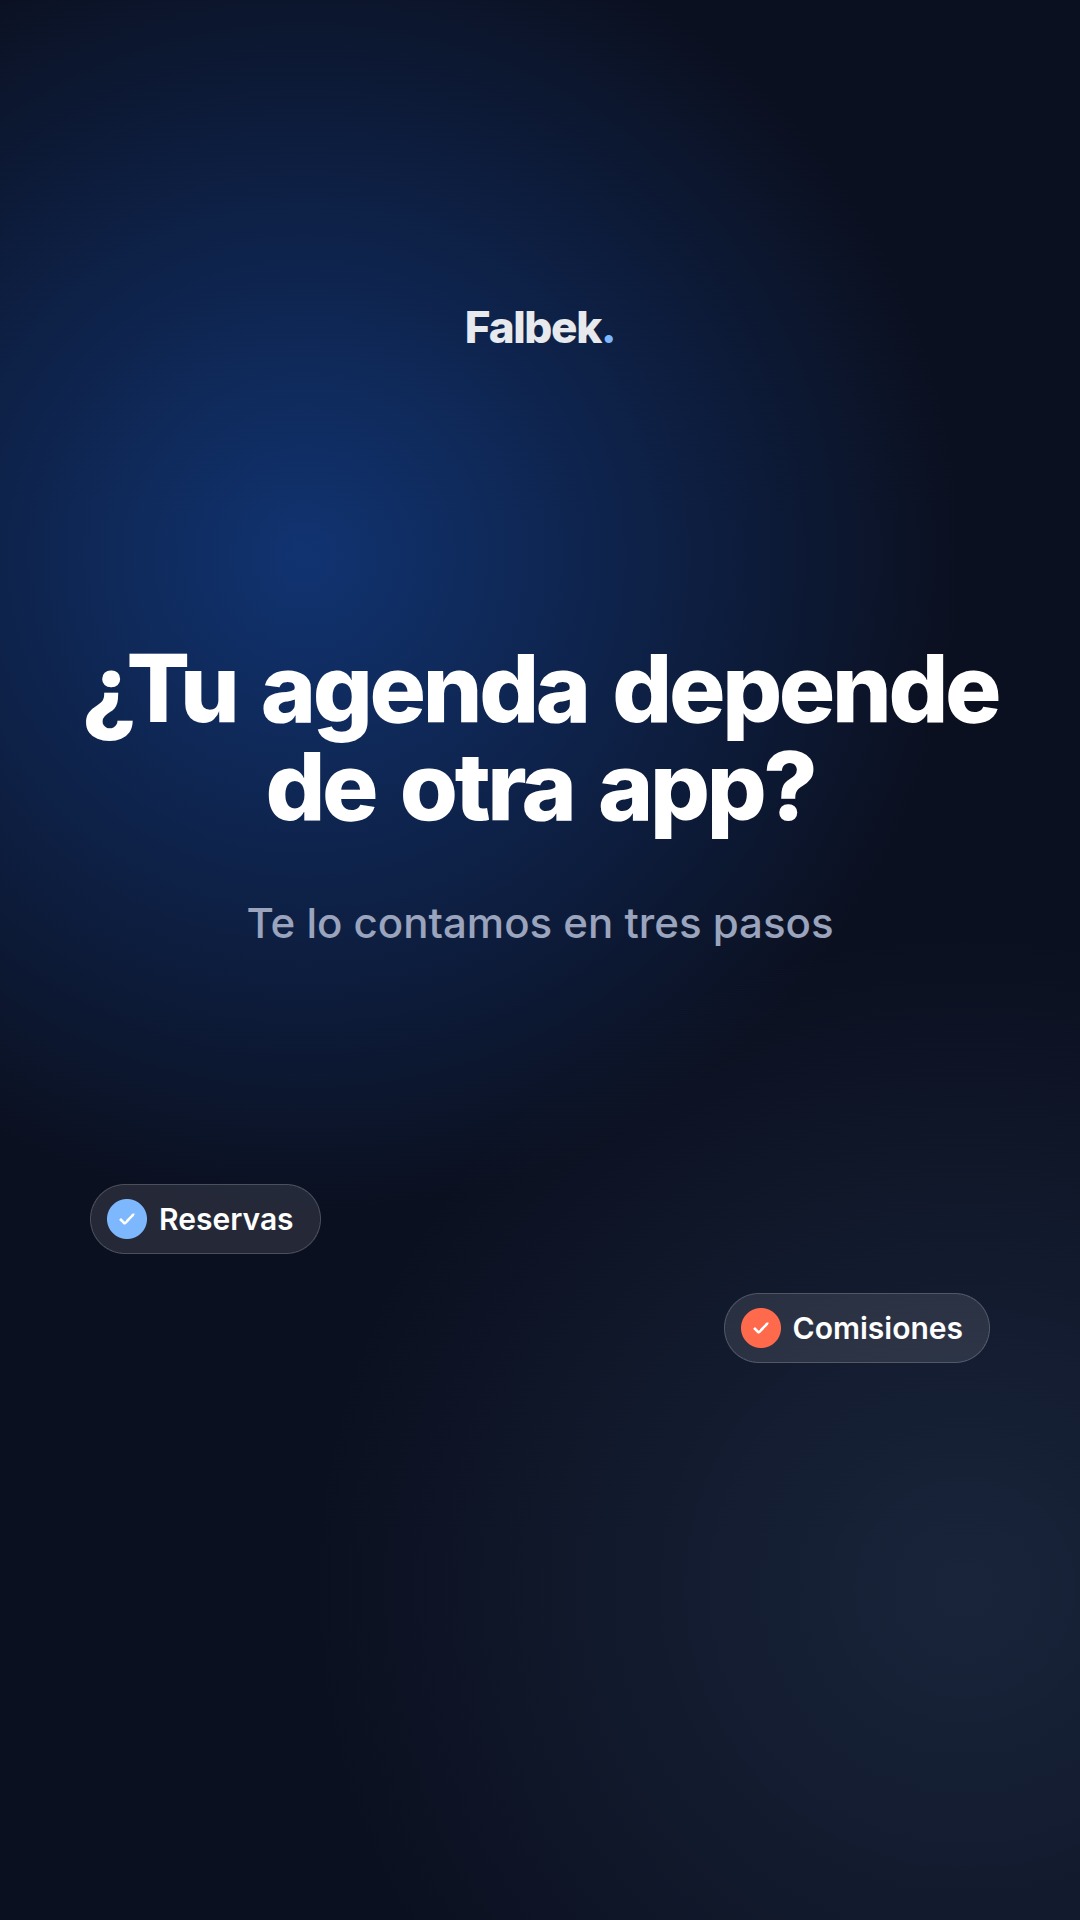 Falbek.
¿Tu agenda depende
de otra app?
Te lo contamos en tres pasos
Reservas
Comisiones